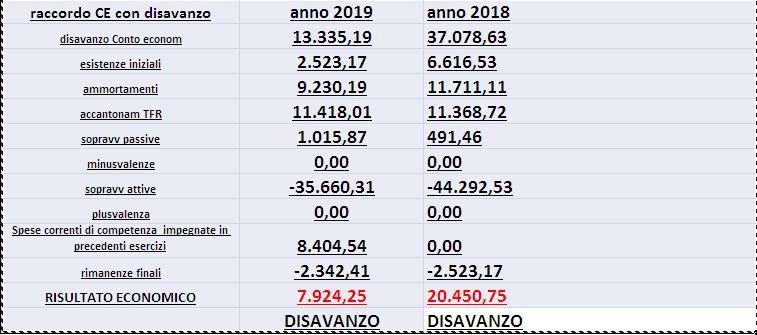 raccordo CE con disavanzo anno 2019 anno 2018
disavanzo Conto econom 13.335,19 37.078,63
esistenze iniziali 2.523,17 6.616,53
ammortamenti 9.230,19 11.711,11
accantonam TFR 11.418,01 11.368,72
sopravv passive 1.015,87 491,46
minusvalenze 0,00 0,00
sopravv attive -35.660,31 -44.292,53
plusvalenza 0,00 0,00
Spese correnti di competenza impegnate in
precedenti esercizi 8.404,54 0,00
rimanenze finali -2.342,41 -2.523,17
RISULTATO ECONOMICO 7.924,25 20.450,75
DISAVANZO DISAVANZO